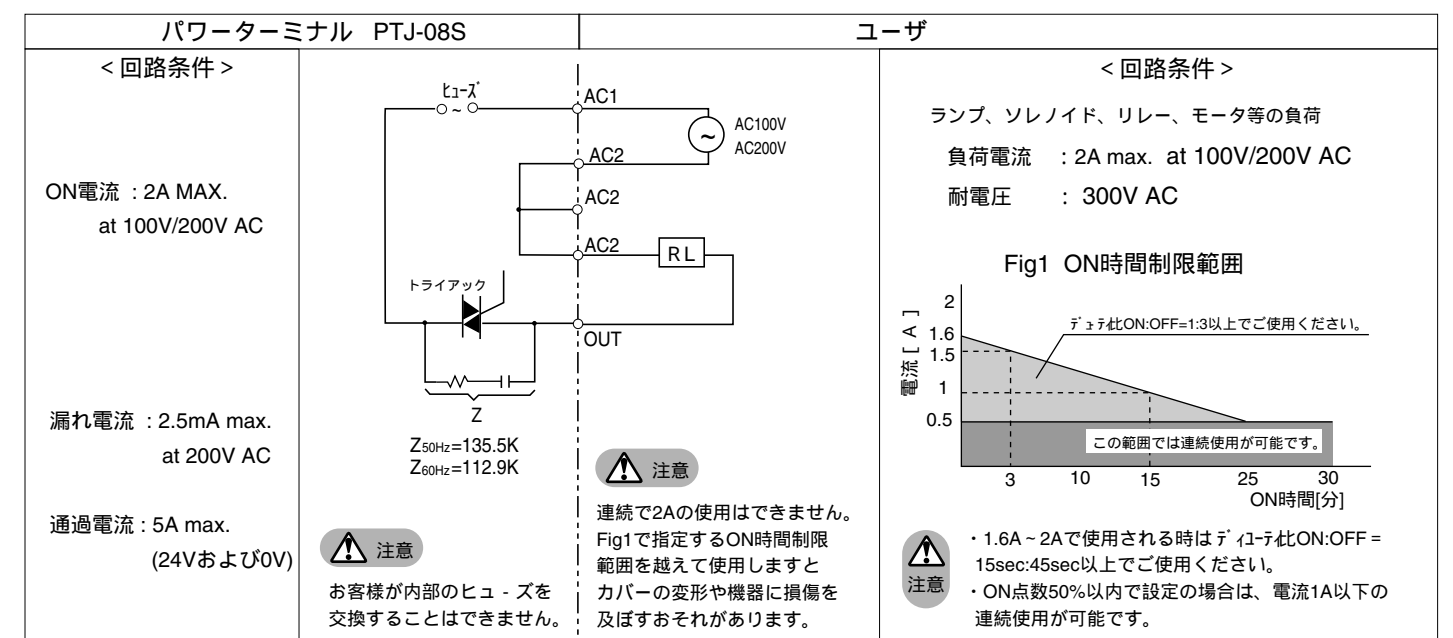 パワーターミナル PTJ-08S
ユーザ
<回路条件>
ON電流 : 2A MAX.
at 100V/200V AC
漏れ電流 : 2.5mA max.
at 200V AC
通過電流 : 5A max.
(24Vおよび0V)
ﾋｭｰｽﾞ
~
AC1
AC2
AC2
AC2
OUT
~
AC100V
AC200V
RL
トライアック
Z
Z50Hz=135.5K
Z60Hz=112.9K
注意
お客様が内部のヒュ - ズを
交換することはできません。
注意
連続で2Aの使用はできません。
Fig1で指定するON時間制限
範囲を越えて使用しますと
カバーの変形や機器に損傷を
及ぼすおそれがあります。
<回路条件>
ランプ、ソレノイド、リレー、モータ等の負荷
負荷電流 : 2A max. at 100V/200V AC
耐電圧 : 300V AC
Fig1 ON時間制限範囲
電流[A]
2
1.6
1.5
1
0.5
ﾃﾞｭﾃｨ比ON:OFF=1:3以上でご使用ください。
この範囲では連続使用が可能です。
3 10 15 25 30
ON時間[分]
注意
・1.6A~2Aで使用される時はﾃﾞｨﾕｰﾃｨ比ON:OFF =
15sec:45sec以上でご使用ください。
・ON点数50%以内で設定の場合は、電流1A以下の
連続使用が可能です。